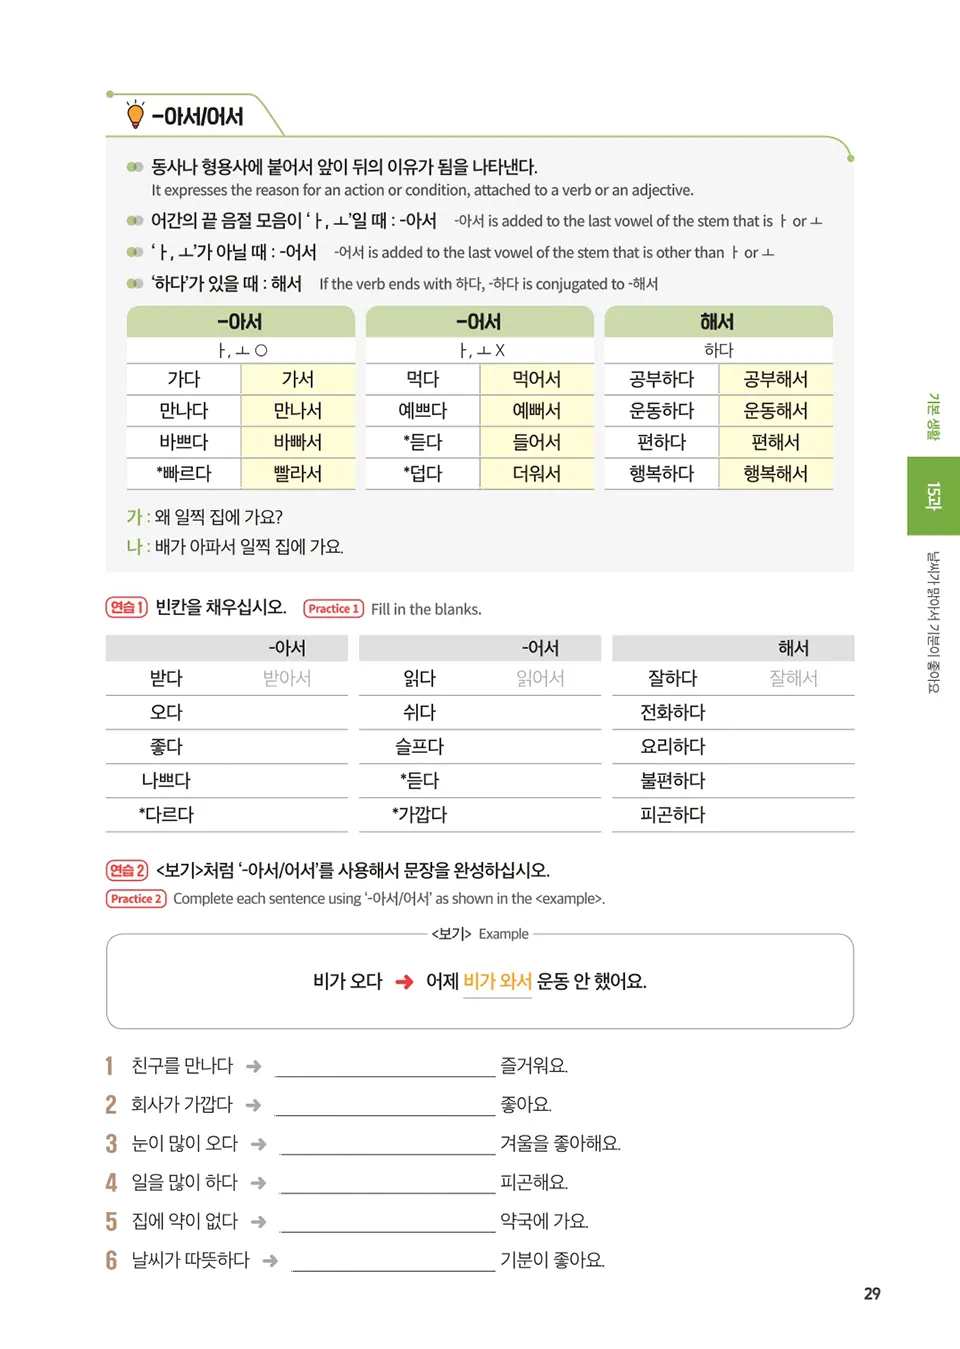 -아서/어서
동사나 형용사에 붙어서 앞이 뒤의 이유가 됨을 나타낸다.
It expresses the reason for an action or condition, attached to a verb or an adjective.
어간의 끝 음절 모음이 ‘ㅏ, ㅗ’일 때 : -아서 -아서 is added to the last vowel of the stem that is ㅏ or ㅗ
‘ㅏ, ㅗ’가 아닐 때 : -어서 -어서 is added to the last vowel of the stem that is other than ㅏ or ㅗ
‘하다’가 있을 때 : 해서 If the verb ends with 하다, -하다 is conjugated to -해서
-아서 -어서 해서
ㅏ, ㅗ O ㅏ, ㅗ X 하다
가다 가서 먹다 먹어서 공부하다 공부해서
만나다 만나서 예쁘다 예뻐서 운동하다 운동해서
바쁘다 바빠서 *듣다 들어서 편하다 편해서
*빠르다 빨라서 *덥다 더워서 행복하다 행복해서
가 : 왜 일찍 집에 가요?
나 : 배가 아파서 일찍 집에 가요.
연습 1 빈칸을 채우십시오. Practice 1 Fill in the blanks.
-아서 -어서 해서
받다 받아서 읽다 읽어서 잘하다 잘해서
오다 쉬다 전화하다
좋다 슬프다 요리하다
나쁘다 *듣다 불편하다
*다르다 *가깝다 피곤하다
연습 2 <보기>처럼 ‘-아서/어서’를 사용해서 문장을 완성하십시오.
Practice 2 Complete each sentence using ‘-아서/어서’ as shown in the <example>.
<보기> Example
비가 오다 ➜ 어제 비가 와서 운동 안 했어요.
1 친구를 만나다 ➜ ____________________ 즐거워요.
2 회사가 가깝다 ➜ ____________________ 좋아요.
3 눈이 많이 오다 ➜ ____________________ 겨울을 좋아해요.
4 일을 많이 하다 ➜ ____________________ 피곤해요.
5 집에 약이 없다 ➜ ____________________ 약국에 가요.
6 날씨가 따뜻하다 ➜ ____________________ 기분이 좋아요.
기본 생활
15과
날씨가 맑아서 기분이 좋아요
29